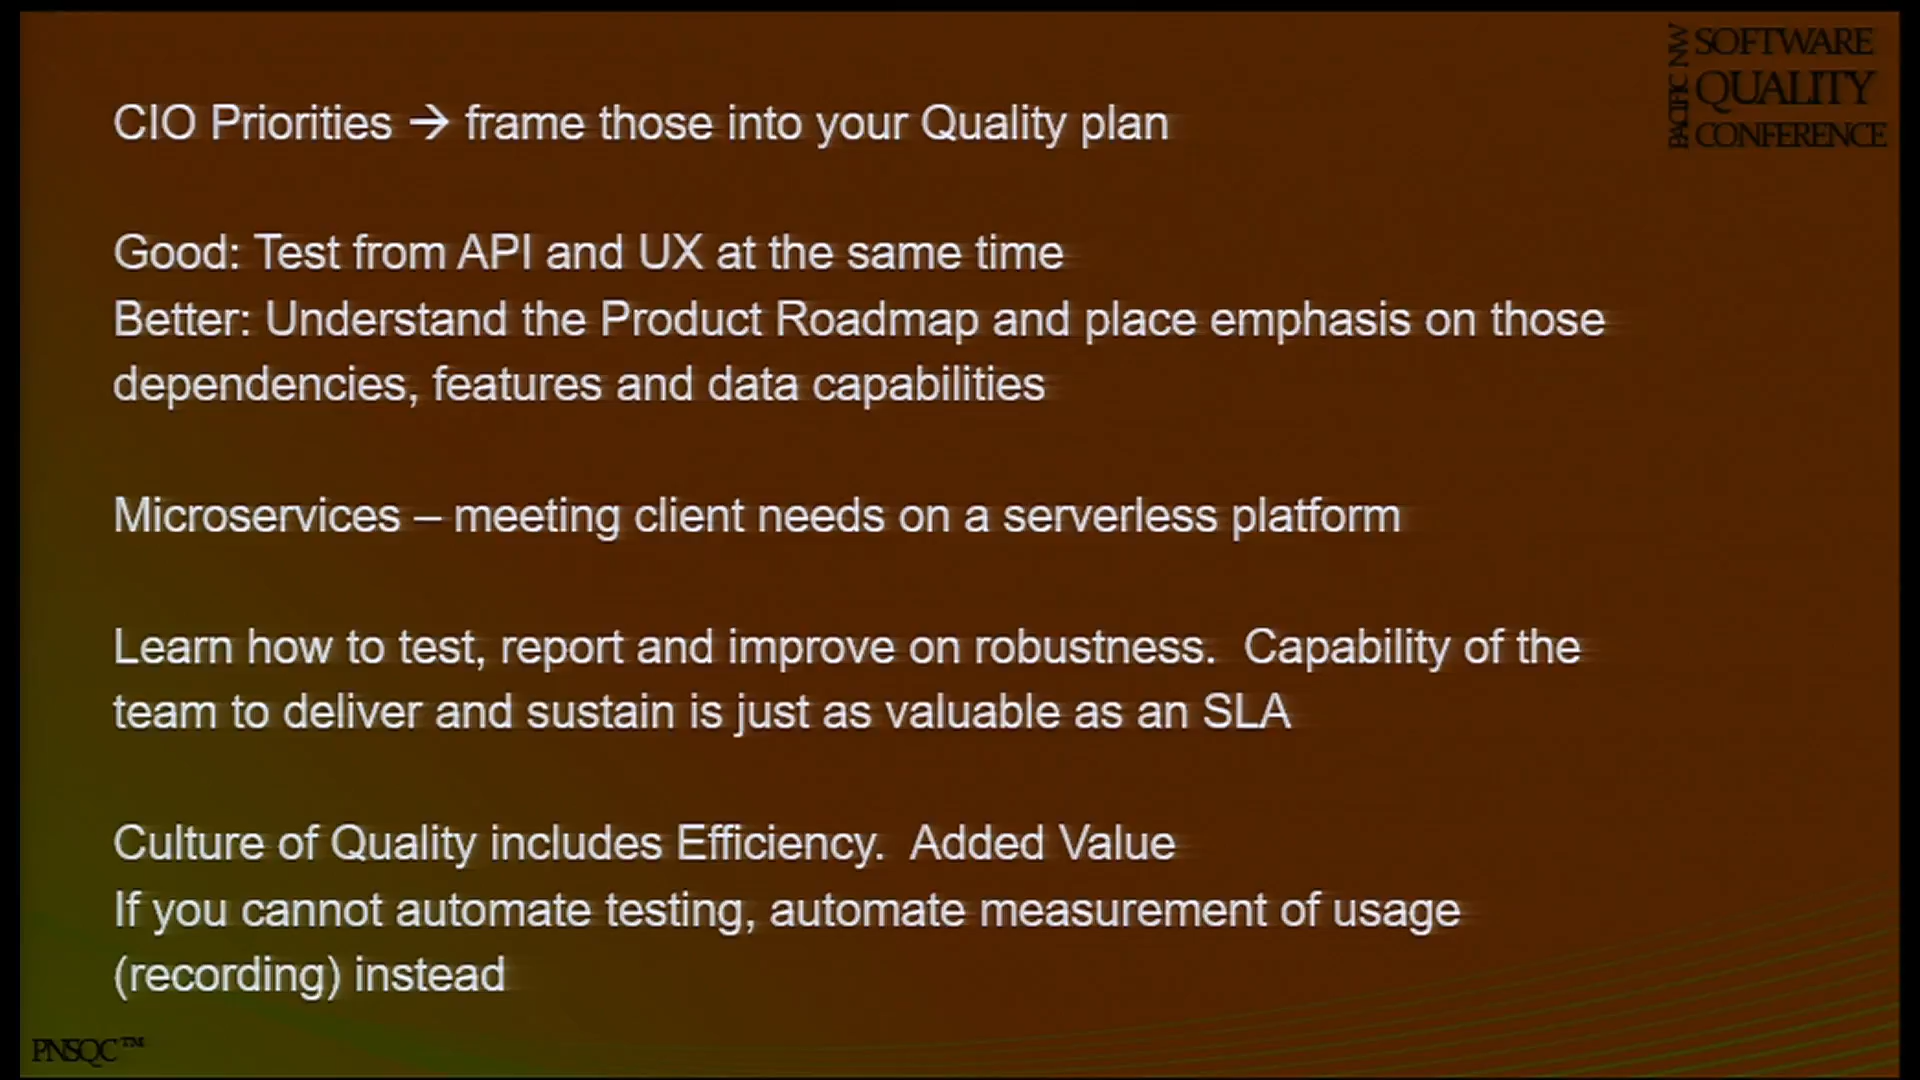 PACIFIC NW
SOFTWARE
QUALITY
CONFERENCE
CIO Priorities → frame those into your Quality plan
Good: Test from API and UX at the same time
Better: Understand the Product Roadmap and place emphasis on those
dependencies, features and data capabilities
Microservices – meeting client needs on a serverless platform
Learn how to test, report and improve on robustness. Capability of the
team to deliver and sustain is just as valuable as an SLA
Culture of Quality includes Efficiency. Added Value
If you cannot automate testing, automate measurement of usage
(recording) instead
PNSQC™